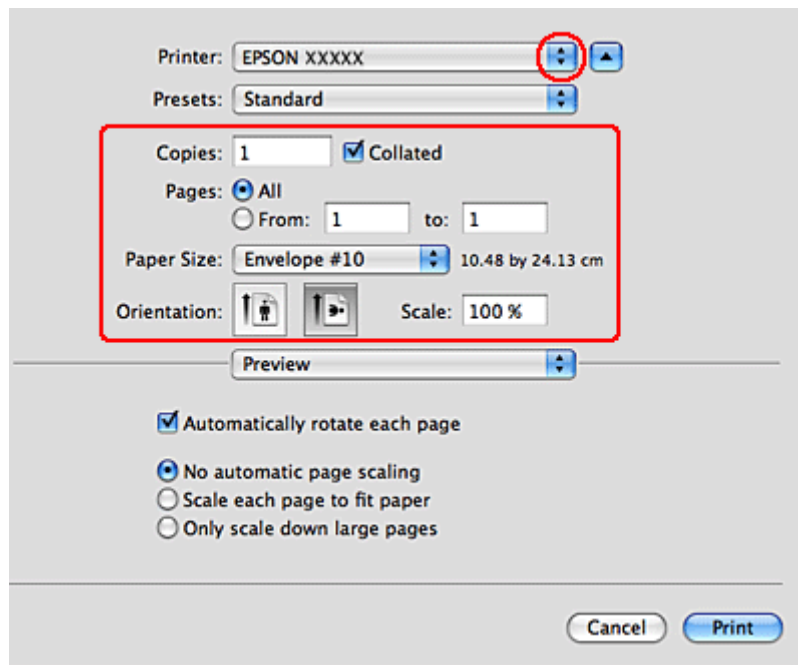 Printer: EPSON XXXXX
Presets: Standard
Copies: 1 Collated
Pages: All
From: 1 to: 1
Paper Size: Envelope #10 10.48 by 24.13 cm
Orientation: Scale: 100 %
Preview
Automatically rotate each page
No automatic page scaling
Scale each page to fit paper
Only scale down large pages
Cancel Print